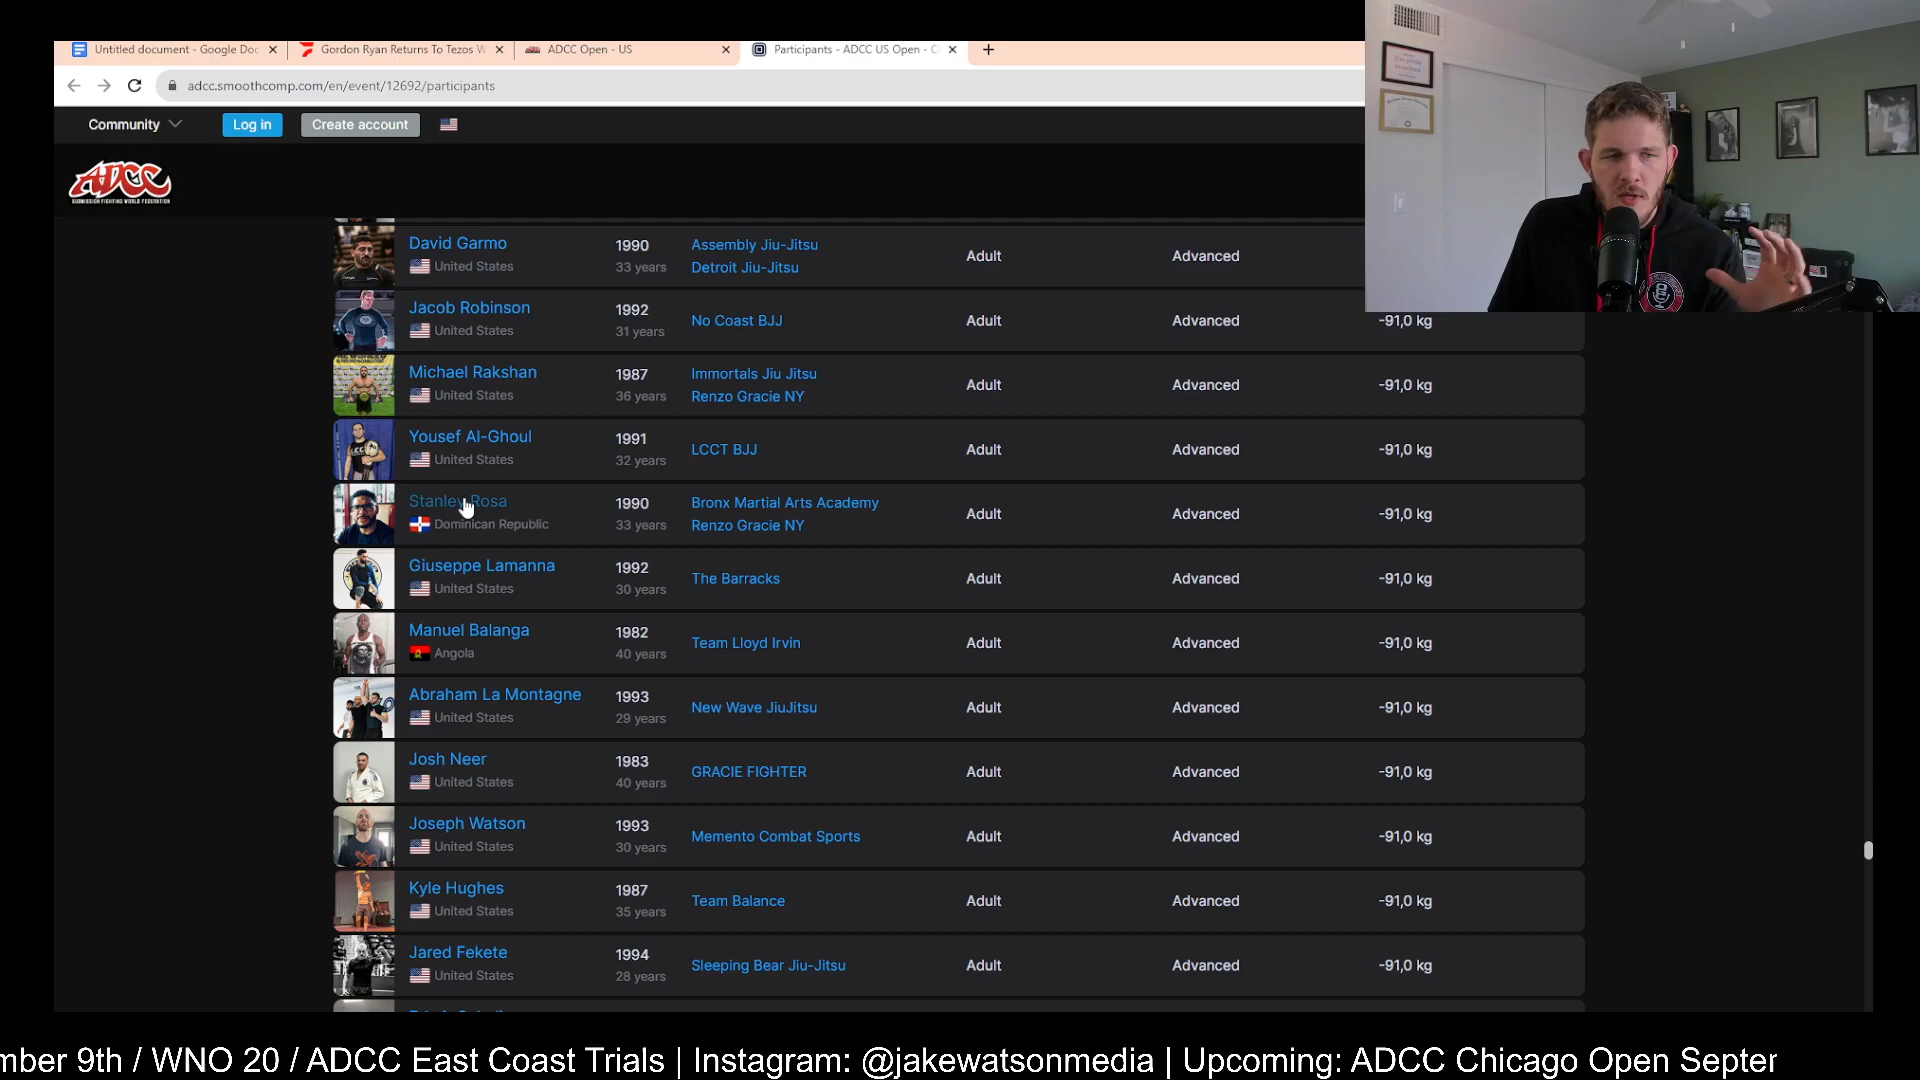 Untitled document - Google Doc
Gordon Ryan Returns To Tezos W
ADCC Open - US
Participants - ADCC US Open - C
adcc.smoothcomp.com/en/event/12692/participants
Community
Log in
Create account
ADCC
SUBMISSION FIGHTING WORLD FEDERATION
David Garmo 1990 Assembly Jiu-Jitsu Adult Advanced
United States Detroit Jiu-Jitsu
Jacob Robinson 1992 No Coast BJJ Adult Advanced -91,0 kg
United States 31 years
Michael Rakshan 1987 Immortals Jiu Jitsu Adult Advanced -91,0 kg
United States 36 years Renzo Gracie NY
Yousef Al-Ghoul 1991 LCCT BJJ Adult Advanced -91,0 kg
United States 32 years
Stanley Rosa 1990 Bronx Martial Arts Academy Adult Advanced -91,0 kg
Dominican Republic 33 years Renzo Gracie NY
Giuseppe Lamanna 1992 The Barracks Adult Advanced -91,0 kg
United States 30 years
Manuel Balanga 1982 Team Lloyd Irvin Adult Advanced -91,0 kg
Angola 40 years
Abraham La Montagne 1993 New Wave JiuJitsu Adult Advanced -91,0 kg
United States 29 years
Josh Neer 1983 GRACIE FIGHTER Adult Advanced -91,0 kg
United States 40 years
Joseph Watson 1993 Memento Combat Sports Adult Advanced -91,0 kg
United States 30 years
Kyle Hughes 1987 Team Balance Adult Advanced -91,0 kg
United States 35 years
Jared Fekete 1994 Sleeping Bear Jiu-Jitsu Adult Advanced -91,0 kg
United States 28 years
mber 9th / WNO 20 / ADCC East Coast Trials | Instagram: @jakewatsonmedia | Upcoming: ADCC Chicago Open Septer